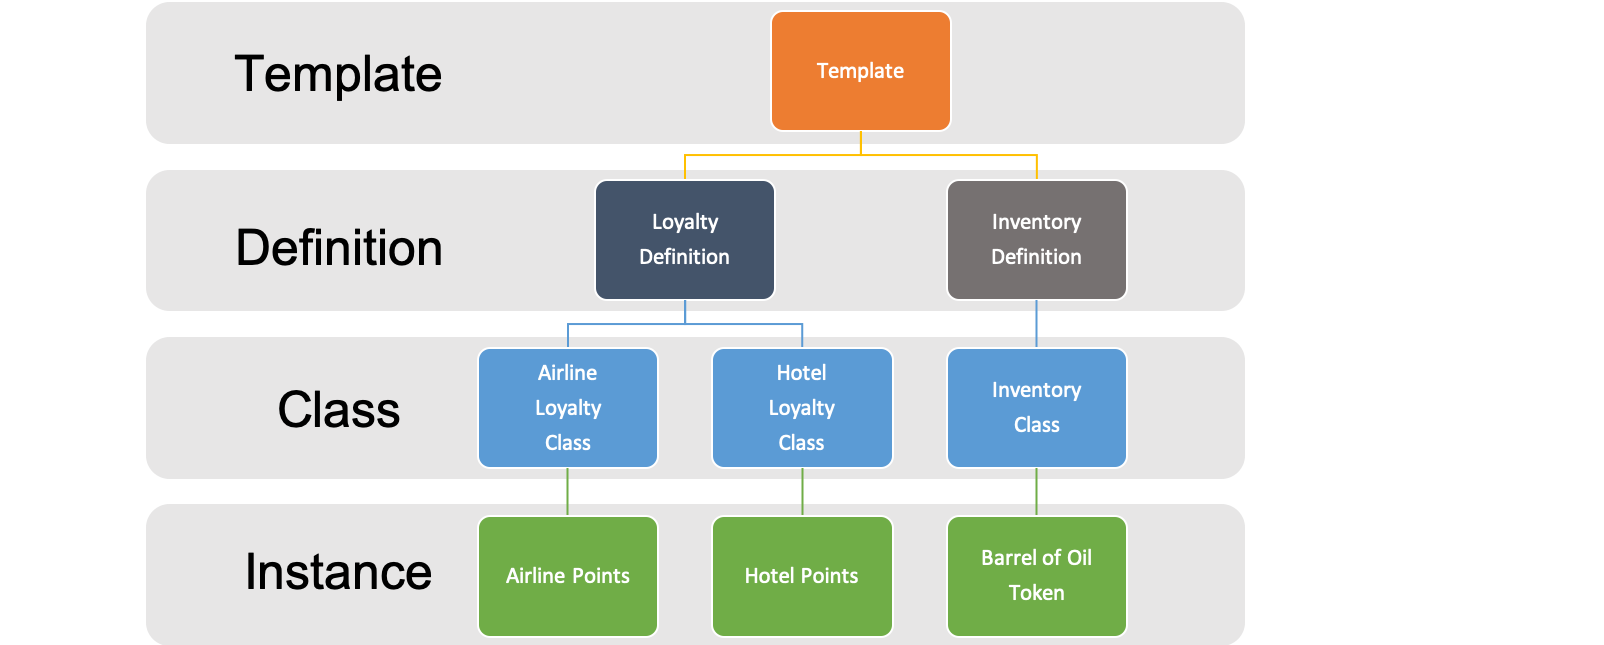 Template
Template
Definition
Loyalty
Definition
Inventory
Definition
Class
Airline
Loyalty
Class
Hotel
Loyalty
Class
Inventory
Class
Instance
Airline Points
Hotel Points
Barrel of Oil
Token